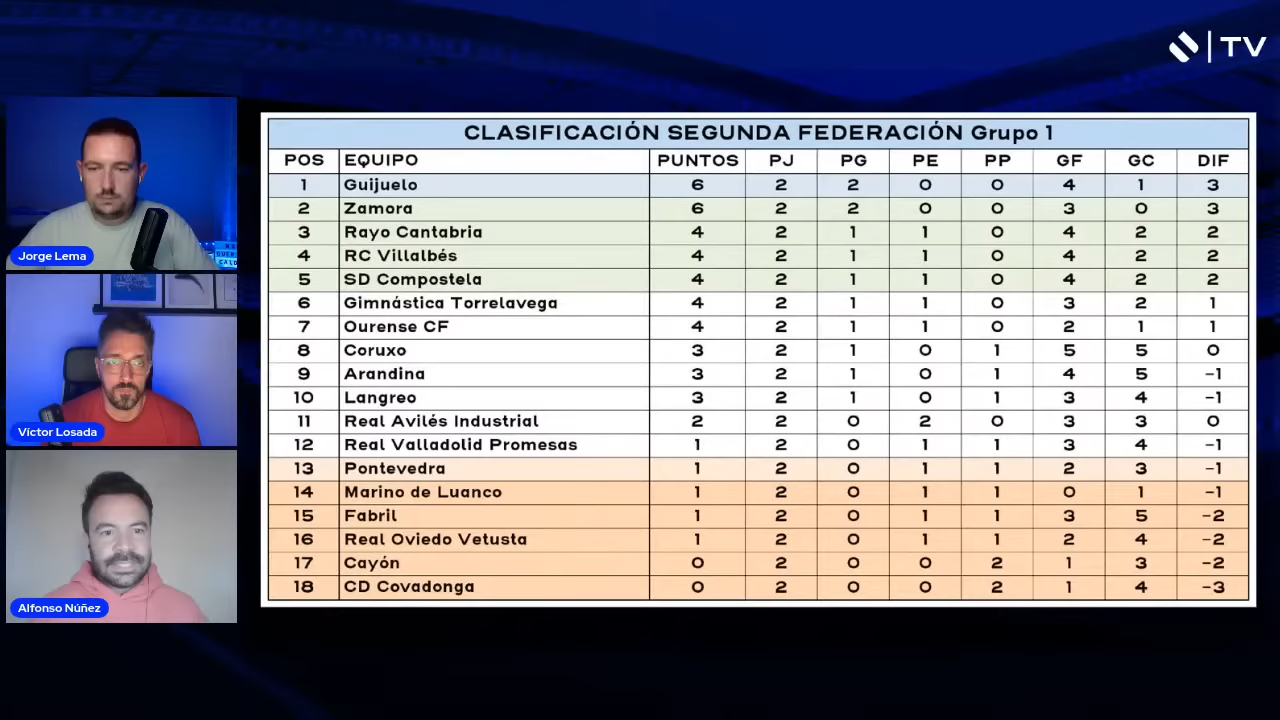 TV
Jorge Lema
Víctor Losada
Alfonso Núñez
CLASIFICACIÓN SEGUNDA FEDERACIÓN Grupo 1
POS EQUIPO PUNTOS PJ PG PE PP GF GC DIF
1 Guijuelo 6 2 2 0 0 4 1 3
2 Zamora 6 2 2 0 0 3 0 3
3 Rayo Cantabria 4 2 1 1 0 4 2 2
4 RC Villalbés 4 2 1 1 0 4 2 2
5 SD Compostela 4 2 1 1 0 4 2 2
6 Gimnástica Torrelavega 4 2 1 1 0 3 2 1
7 Ourense CF 4 2 1 1 0 2 1 1
8 Coruxo 3 2 1 0 1 5 5 0
9 Arandina 3 2 1 0 1 4 5 -1
10 Langreo 3 2 1 0 1 3 4 -1
11 Real Avilés Industrial 2 2 0 2 0 3 3 0
12 Real Valladolid Promesas 1 2 0 1 1 3 4 -1
13 Pontevedra 1 2 0 1 1 2 3 -1
14 Marino de Luanco 1 2 0 1 1 0 1 -1
15 Fabril 1 2 0 1 1 3 5 -2
16 Real Oviedo Vetusta 1 2 0 1 1 2 4 -2
17 Cayón 0 2 0 0 2 1 3 -2
18 CD Covadonga 0 2 0 0 2 1 4 -3